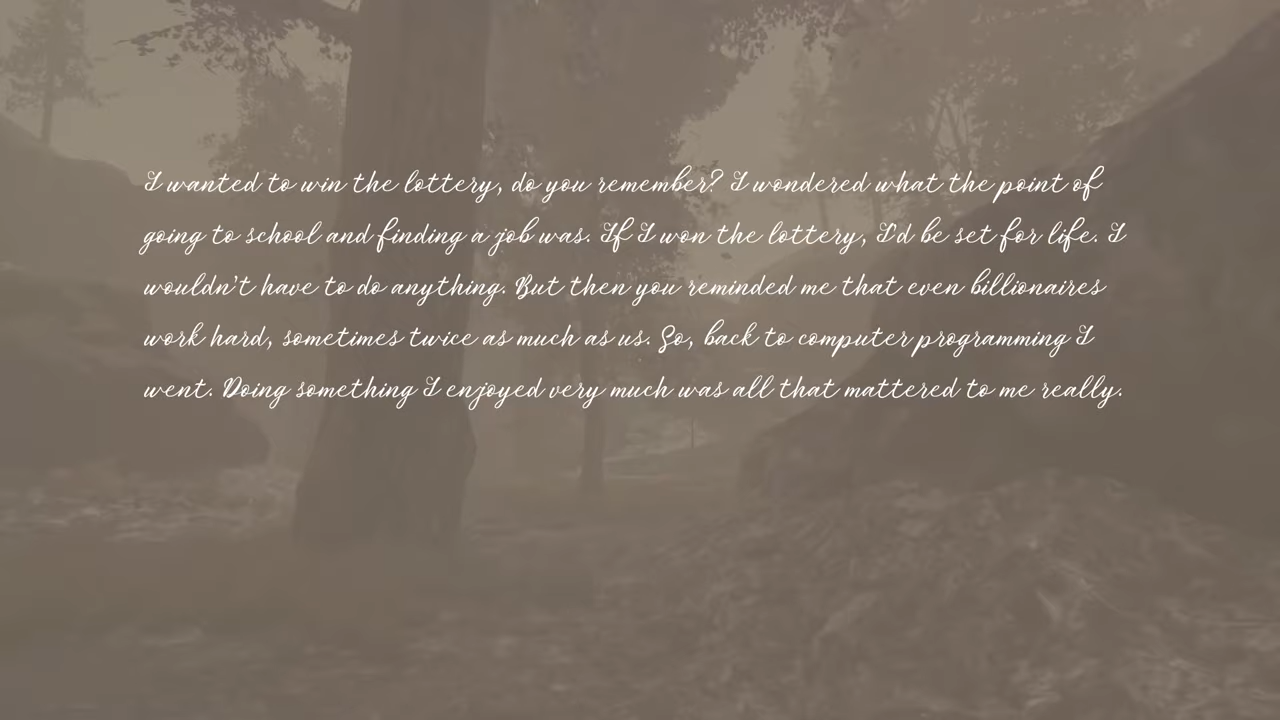 I wanted to win the lottery, do you remember? I wondered what the point of
going to school and finding a job was. If I won the lottery, I'd be set for life. I
wouldn't have to do anything. But then you reminded me that even billionaires
work hard, sometimes twice as much as us. So, back to computer programming I
went. Doing something I enjoyed very much was all that mattered to me really.